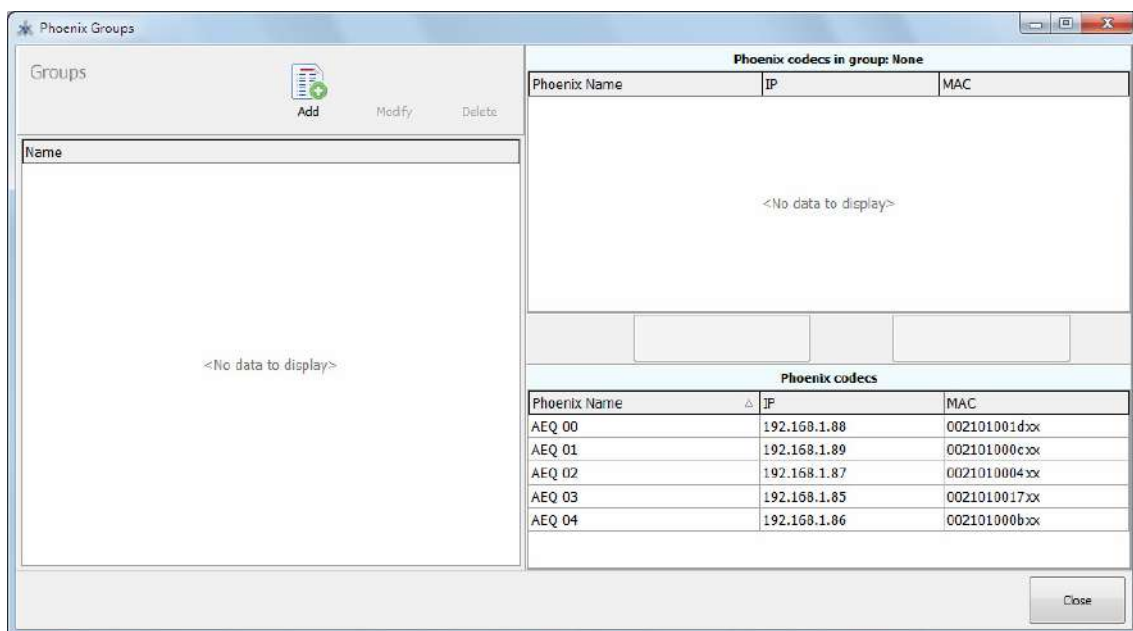 Phoenix Groups
Groups
Add Modify Delete
Name
<No data to display>
Phoenix codecs in group: None
Phoenix Name IP MAC
<No data to display>
Phoenix codecs
Phoenix Name IP MAC
AEQ 00 192.168.1.88 002101001dxx
AEQ 01 192.168.1.89 002101000cxx
AEQ 02 192.168.1.87 0021010004xx
AEQ 03 192.168.1.85 0021010017xx
AEQ 04 192.168.1.86 002101000bxx
Close